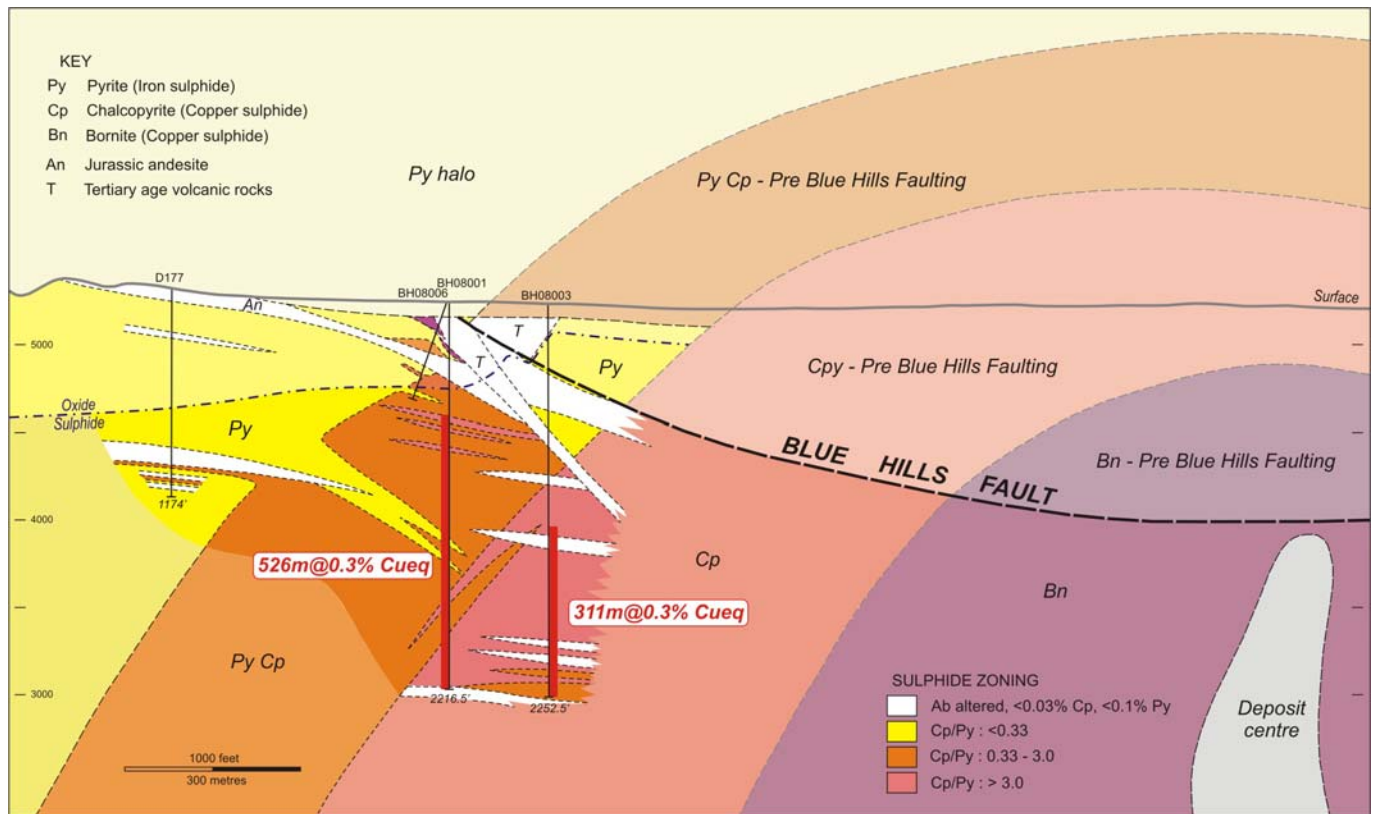 KEY
Py Pyrite (Iron sulphide)
Cp Chalcopyrite (Copper sulphide)
Bn Bornite (Copper sulphide)
An Jurassic andesite
T Tertiary age volcanic rocks
Py halo
Py Cp - Pre Blue Hills Faulting
D177
BH08001
BH08006
BH08003
Surface
An
T
T
5000
Py
Cpy - Pre Blue Hills Faulting
Oxide
Sulphide
Py
BLUE HILLS FAULT
Bn - Pre Blue Hills Faulting
1174'
4000
526m@0.3% Cueq
Cp
Bn
311m@0.3% Cueq
Py Cp
3000
2216.5'
2252.5'
SULPHIDE ZONING
Ab altered, <0.03% Cp, <0.1% Py
Cp/Py : <0.33
Cp/Py : 0.33 - 3.0
Cp/Py : > 3.0
Deposit
centre
1000 feet
300 metres